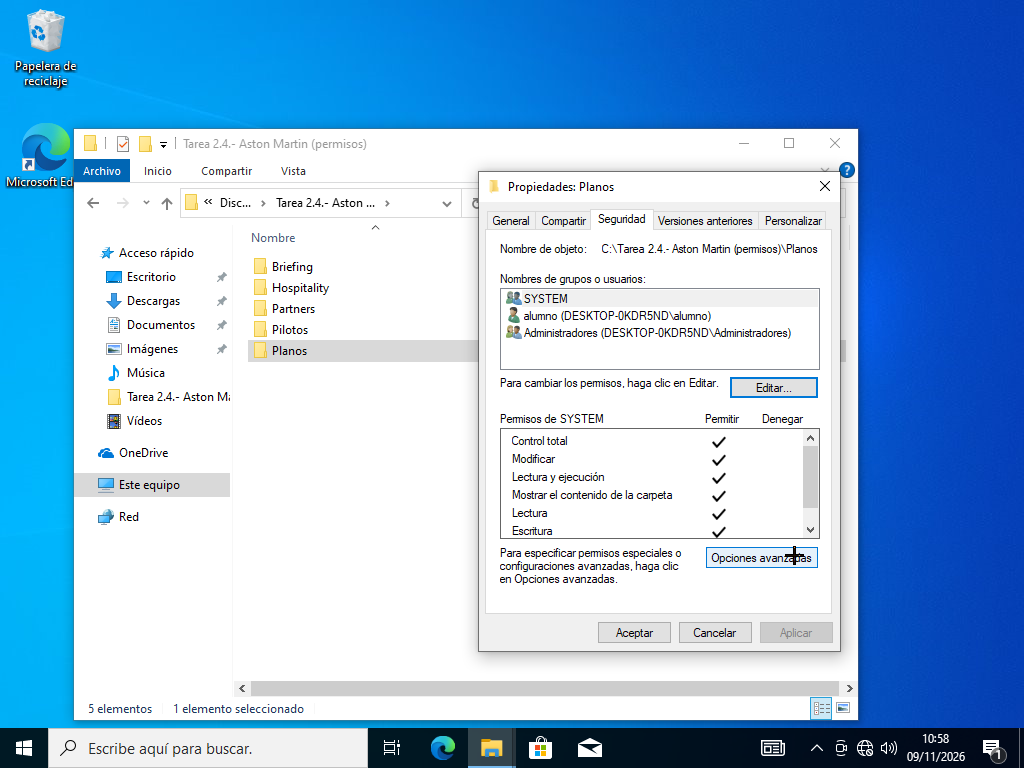 Papelera de
reciclaje
Microsoft Ed
Tarea 2.4.- Aston Martin (permisos)
Archivo
Inicio
Compartir
Vista
« Disc... › Tarea 2.4.- Aston ... ›
Acceso rápido
Escritorio
Descargas
Documentos
Imágenes
Música
Tarea 2.4.- Aston Ma
Vídeos
OneDrive
Este equipo
Red
Nombre
Briefing
Hospitality
Partners
Pilotos
Planos
5 elementos
1 elemento seleccionado
Propiedades: Planos
General
Compartir
Seguridad
Versiones anteriores
Personalizar
Nombre de objeto: C:\Tarea 2.4.- Aston Martin (permisos)\Planos
Nombres de grupos o usuarios:
SYSTEM
alumno (DESKTOP-0KDR5ND\alumno)
Administradores (DESKTOP-0KDR5ND\Administradores)
Para cambiar los permisos, haga clic en Editar.
Editar...
Permisos de SYSTEM Permitir Denegar
Control total
Modificar
Lectura y ejecución
Mostrar el contenido de la carpeta
Lectura
Escritura
Para especificar permisos especiales o
configuraciones avanzadas, haga clic
en Opciones avanzadas.
Opciones avanzadas
Aceptar
Cancelar
Aplicar
Escribe aquí para buscar.
10:58
09/11/2026
1